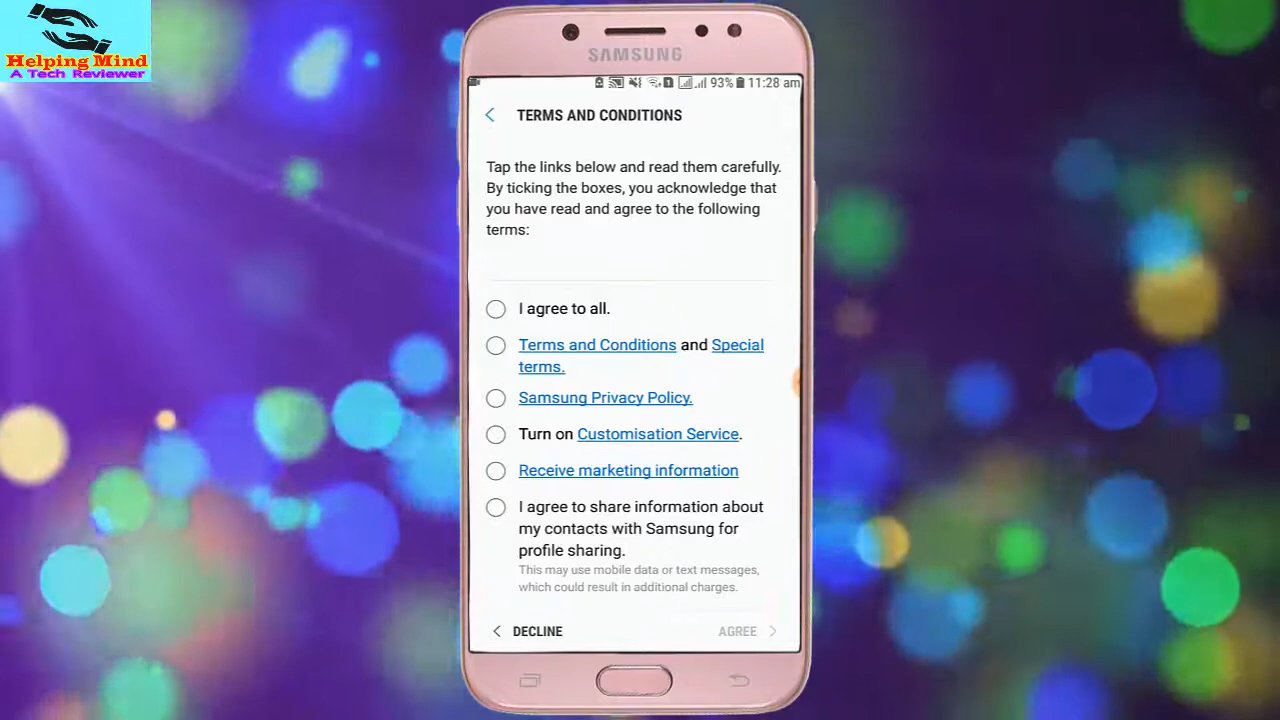 Helping Mind
A Tech Reviewer
SAMSUNG
1 93% 11:28 am
TERMS AND CONDITIONS
Tap the links below and read them carefully.
By ticking the boxes, you acknowledge that
you have read and agree to the following
terms:
I agree to all.
Terms and Conditions and Special
terms.
Samsung Privacy Policy.
Turn on Customisation Service.
Receive marketing information
I agree to share information about
my contacts with Samsung for
profile sharing.
This may use mobile data or text messages,
which could result in additional charges.
DECLINE AGREE